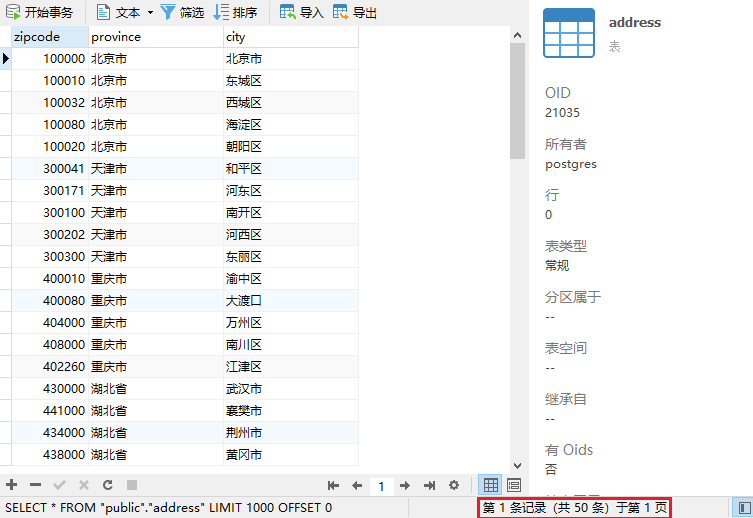 开始事务 文本 筛选 排序 导入 导出
zipcode province city
100000 北京市 北京市
100010 北京市 东城区
100032 北京市 西城区
100080 北京市 海淀区
100020 北京市 朝阳区
300041 天津市 和平区
300171 天津市 河东区
300100 天津市 南开区
300202 天津市 河西区
300300 天津市 东丽区
400010 重庆市 渝中区
400080 重庆市 大渡口
404000 重庆市 万州区
408000 重庆市 南川区
402260 重庆市 江津区
430000 湖北省 武汉市
441000 湖北省 襄樊市
434000 湖北省 荆州市
438000 湖北省 黄冈市
1
SELECT * FROM "public"."address" LIMIT 1000 OFFSET 0
第 1 条记录（共 50 条）于第 1 页
address
表
OID
21035
所有者
postgres
行
0
表类型
常规
分区属于
--
表空间
--
继承自
--
有 Oids
否